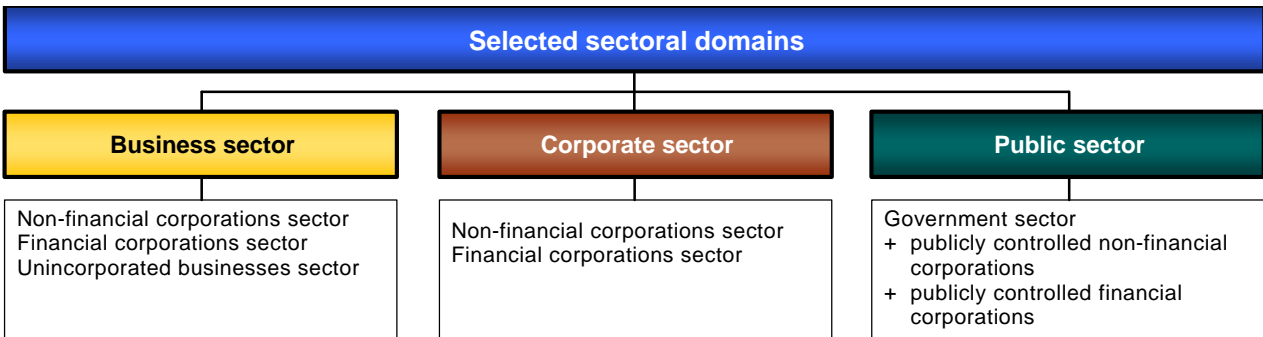 Selected sectoral domains
Business sector
Corporate sector
Public sector
Non-financial corporations sector
Financial corporations sector
Unincorporated businesses sector
Non-financial corporations sector
Financial corporations sector
Government sector
+ publicly controlled non-financial
corporations
+ publicly controlled financial
corporations